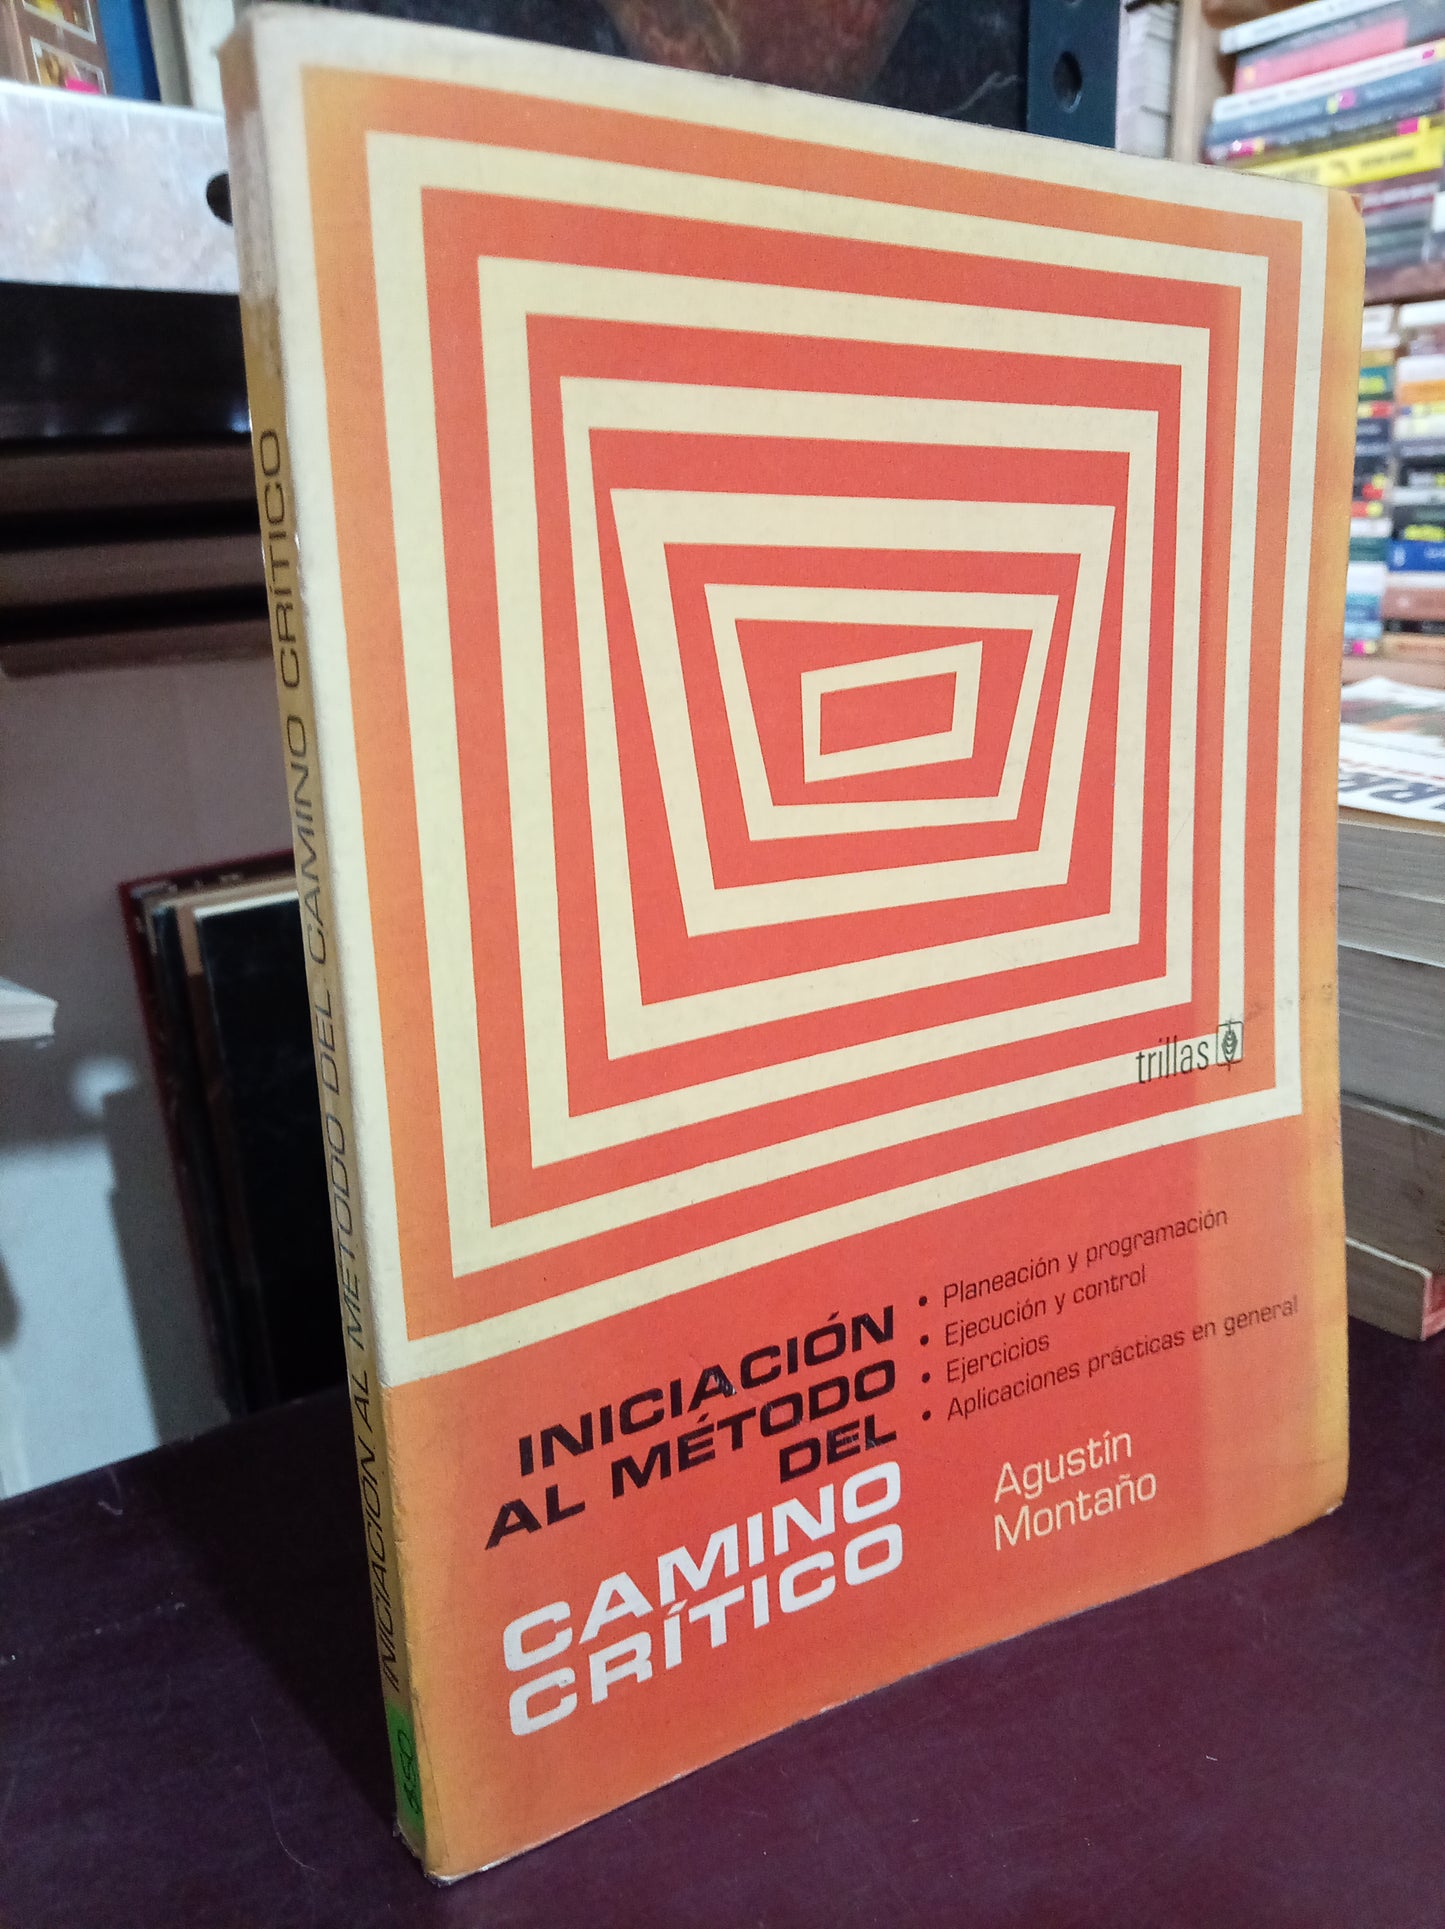 INICIACIÓN AL MÉTODO DEL CAMINO CRÍTICO
trillas
INICIACIÓN
AL MÉTODO
DEL
CAMINO
CRÍTICO
• Planeación y programación
• Ejecución y control
• Ejercicios
• Aplicaciones prácticas en general
Agustín
Montaño